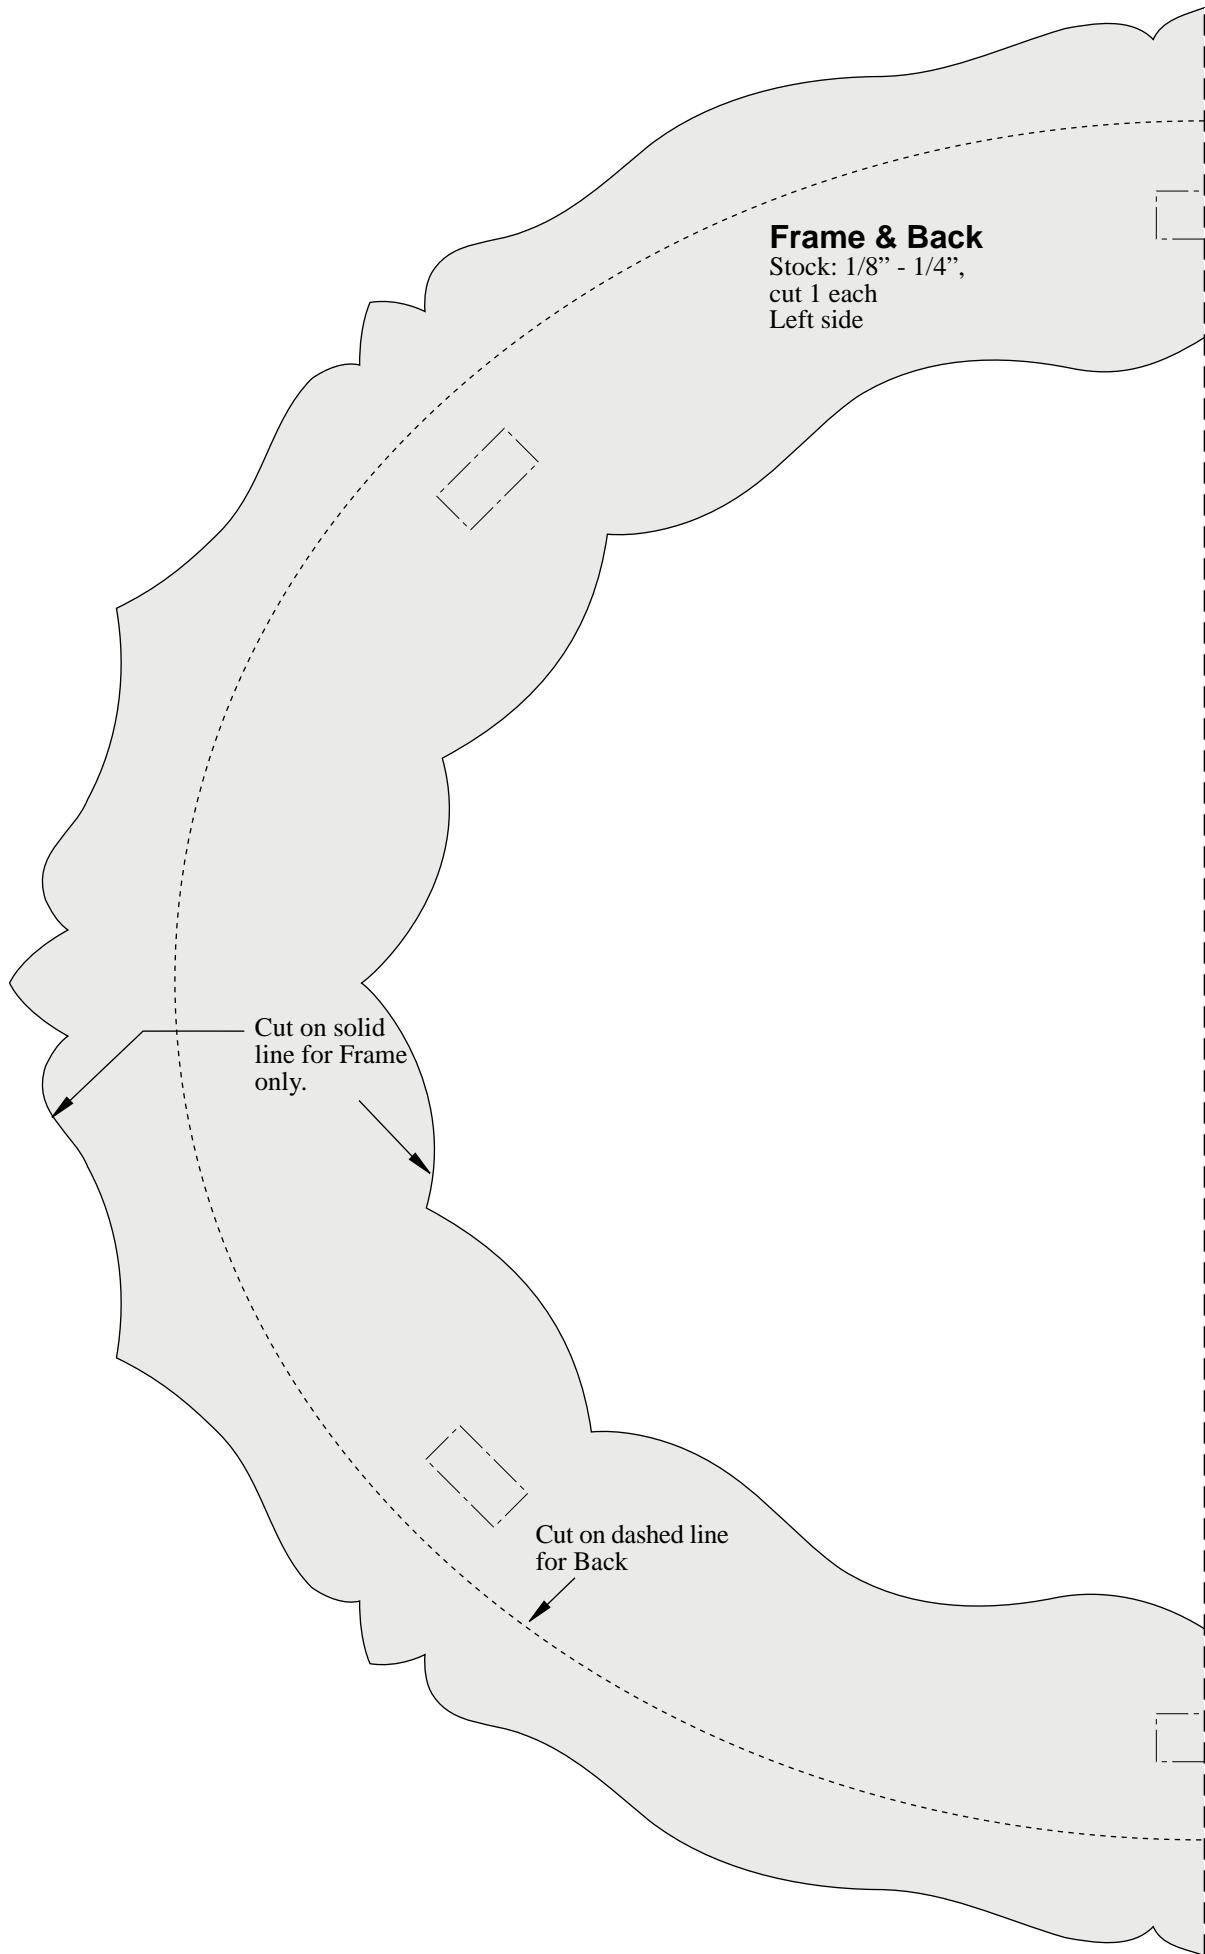 Frame & Back
Stock: 1/8” - 1/4”,
cut 1 each
Left side
Cut on solid
line for Frame
only.
Cut on dashed line
for Back